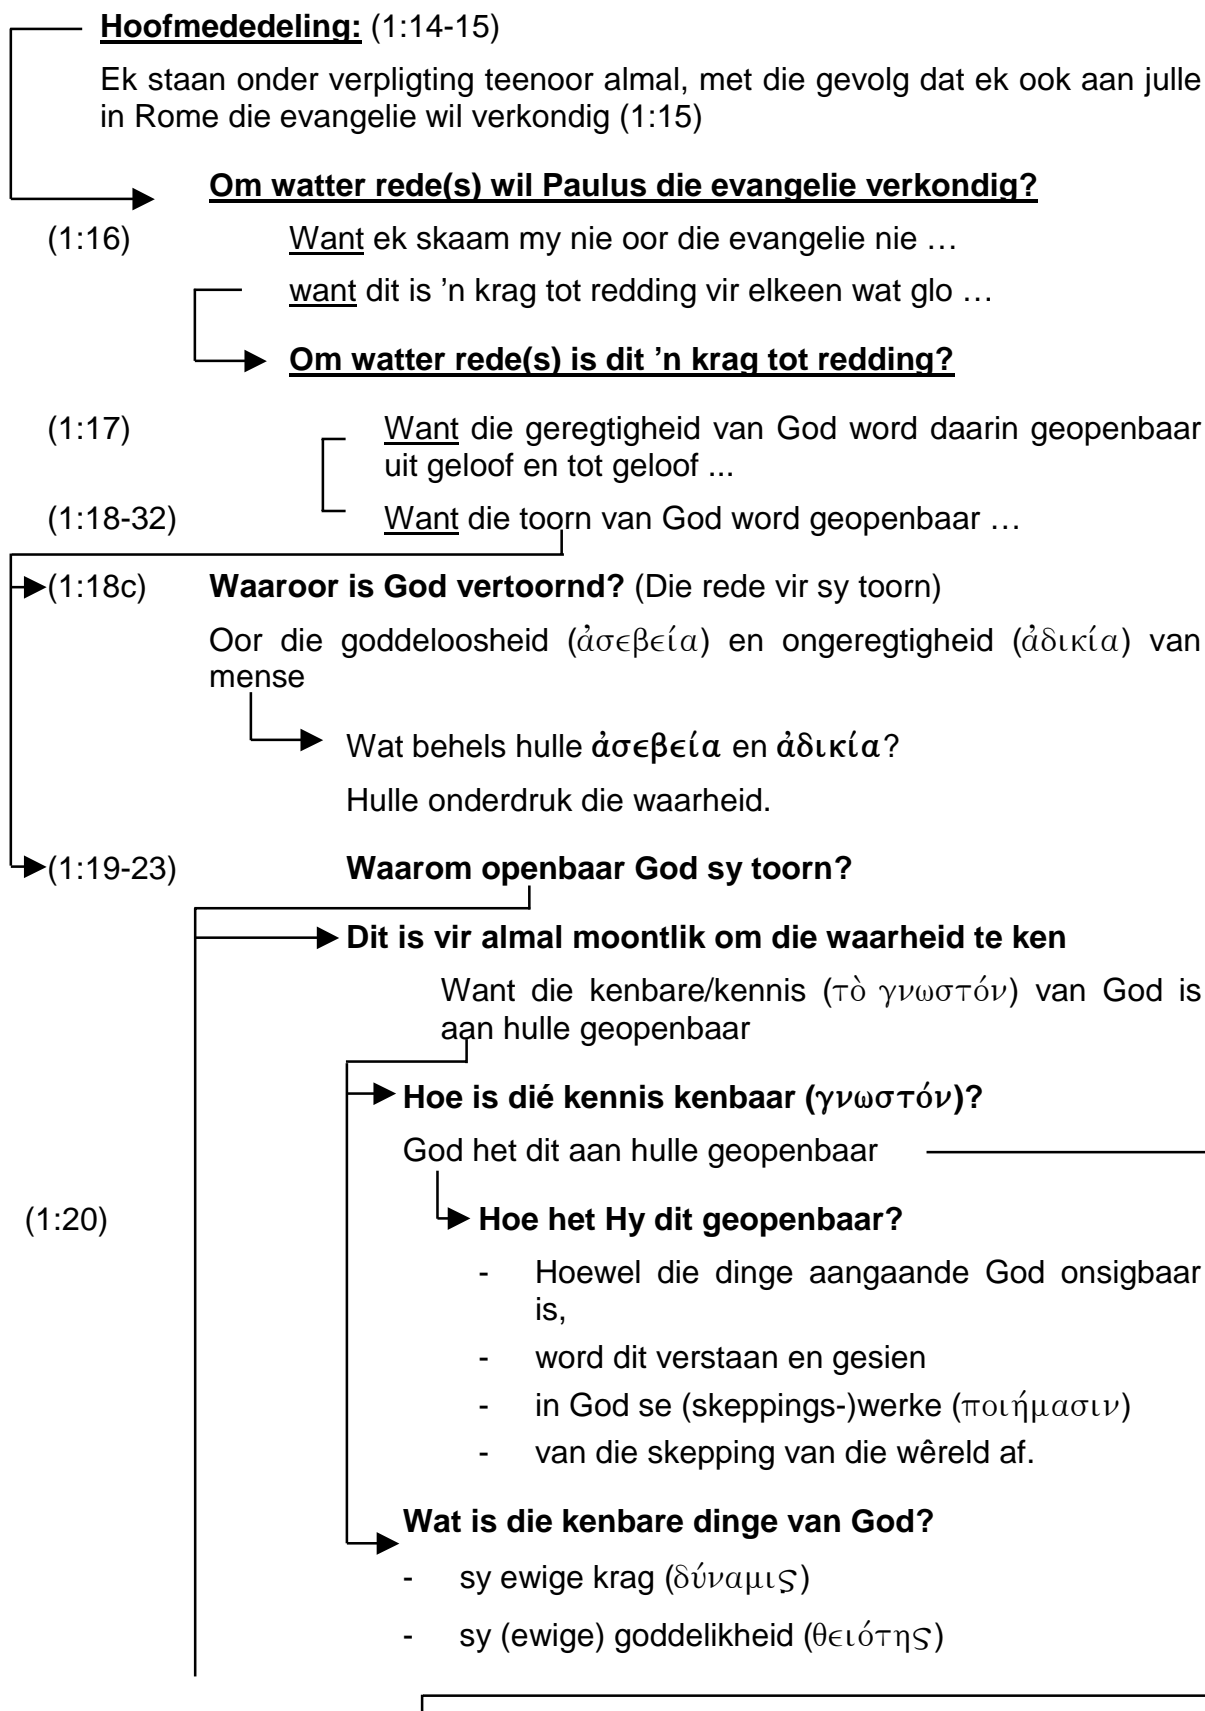 Hoofmededeling: (1:14-15)
Ek staan onder verpligting teenoor almal, met die gevolg dat ek ook aan julle
in Rome die evangelie wil verkondig (1:15)
Om watter rede(s) wil Paulus die evangelie verkondig?
(1:16) Want ek skaam my nie oor die evangelie nie …
want dit is ’n krag tot redding vir elkeen wat glo …
Om watter rede(s) is dit ’n krag tot redding?
(1:17) Want die geregtigheid van God word daarin geopenbaar
uit geloof en tot geloof ...
(1:18-32) Want die toorn van God word geopenbaar …
(1:18c) Waaroor is God vertoornd? (Die rede vir sy toorn)
Oor die goddeloosheid (ἀσεβεία) en ongeregtigheid (ἀδικία) van
mense
Wat behels hulle ἀσεβεία en ἀδικία?
Hulle onderdruk die waarheid.
(1:19-23) Waarom openbaar God sy toorn?
Dit is vir almal moontlik om die waarheid te ken
Want die kenbare/kennis (τὸ γνωστόν) van God is
aan hulle geopenbaar
Hoe is dié kennis kenbaar (γνωστόν)?
God het dit aan hulle geopenbaar
(1:20) Hoe het Hy dit geopenbaar?
- Hoewel die dinge aangaande God onsigbaar
is,
- word dit verstaan en gesien
- in God se (skeppings-)werke (ποιήμασιν)
- van die skepping van die wêreld af.
Wat is die kenbare dinge van God?
- sy ewige krag (δύναμις)
- sy (ewige) goddelikheid (θειότης)